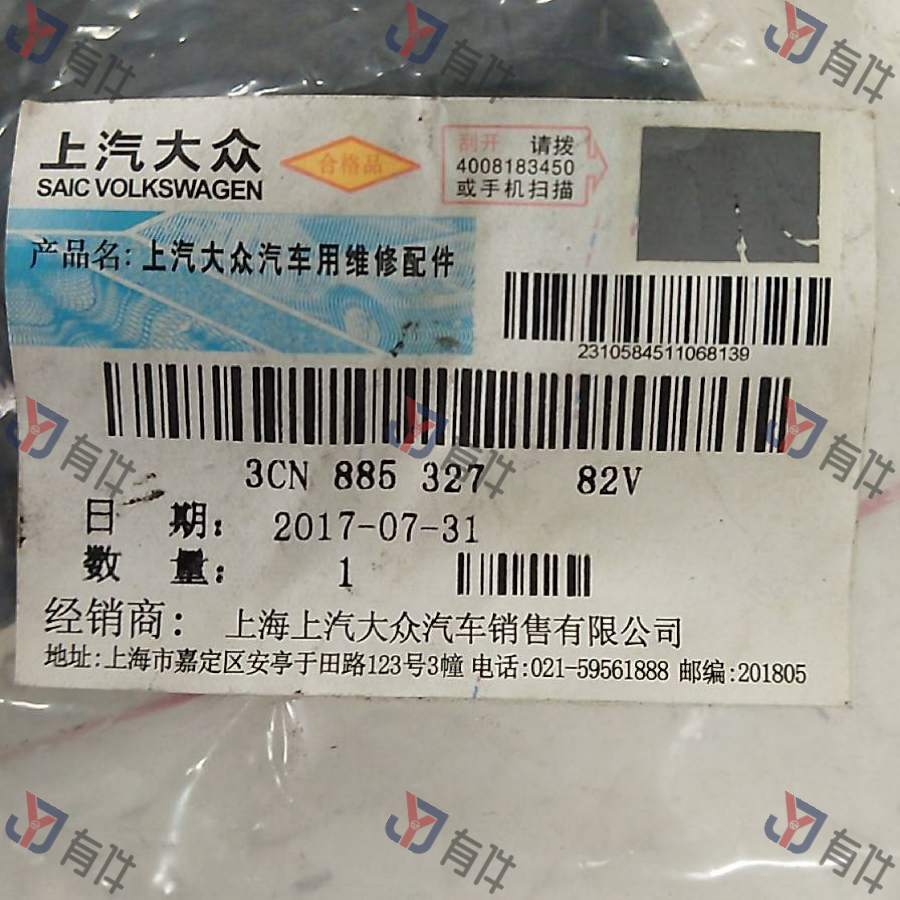 有件
有件
有件
上汽大众
SAIC VOLKSWAGEN
合格品
刮开 请拨
4008183450
或手机扫描
产品名: 上汽大众汽车用维修配件
2310584511068139
有件
有件
有件
3CN 885 327 82V
日 期: 2017-07-31
数 量: 1
经销商: 上海上汽大众汽车销售有限公司
地址:上海市嘉定区安亭于田路123号3幢 电话:021-59561888 邮编:201805
有件
有件
有件